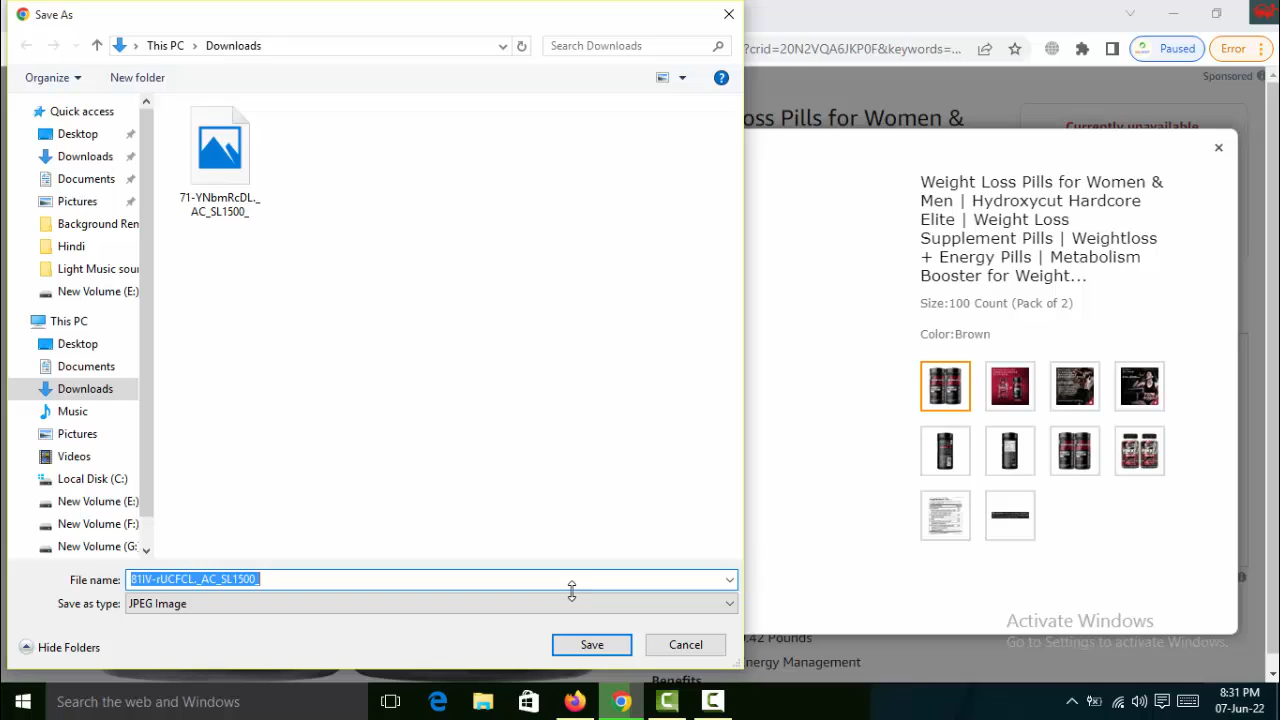 Save As
This PC
Downloads
Search Downloads
?crid=20N2VQA6JKP0F&keywords=...
Paused
Error
Organize
New folder
Sponsored
Quick access
Desktop
Downloads
Documents
Pictures
Background Ren
Hindi
Light Music sou
New Volume (E:)
This PC
Desktop
Documents
Downloads
Music
Pictures
Videos
Local Disk (C:)
New Volume (E:)
New Volume (F:)
New Volume (G:
71-YNbmRcDL._
AC_SL1500_
oss Pills for Women &
Currently unavailable
Weight Loss Pills for Women &
Men | Hydroxycut Hardcore
Elite | Weight Loss
Supplement Pills | Weightloss
+ Energy Pills | Metabolism
Booster for Weight...
Size:100 Count (Pack of 2)
Color:Brown
File name:
81IV-rUCFCL._AC_SL1500_
Save as type:
JPEG Image
Hide Folders
Save
Cancel
.42 Pounds
Energy Management
Benefits
Activate Windows
Go to Settings to activate Windows.
Search the web and Windows
8:31 PM
07-Jun-22